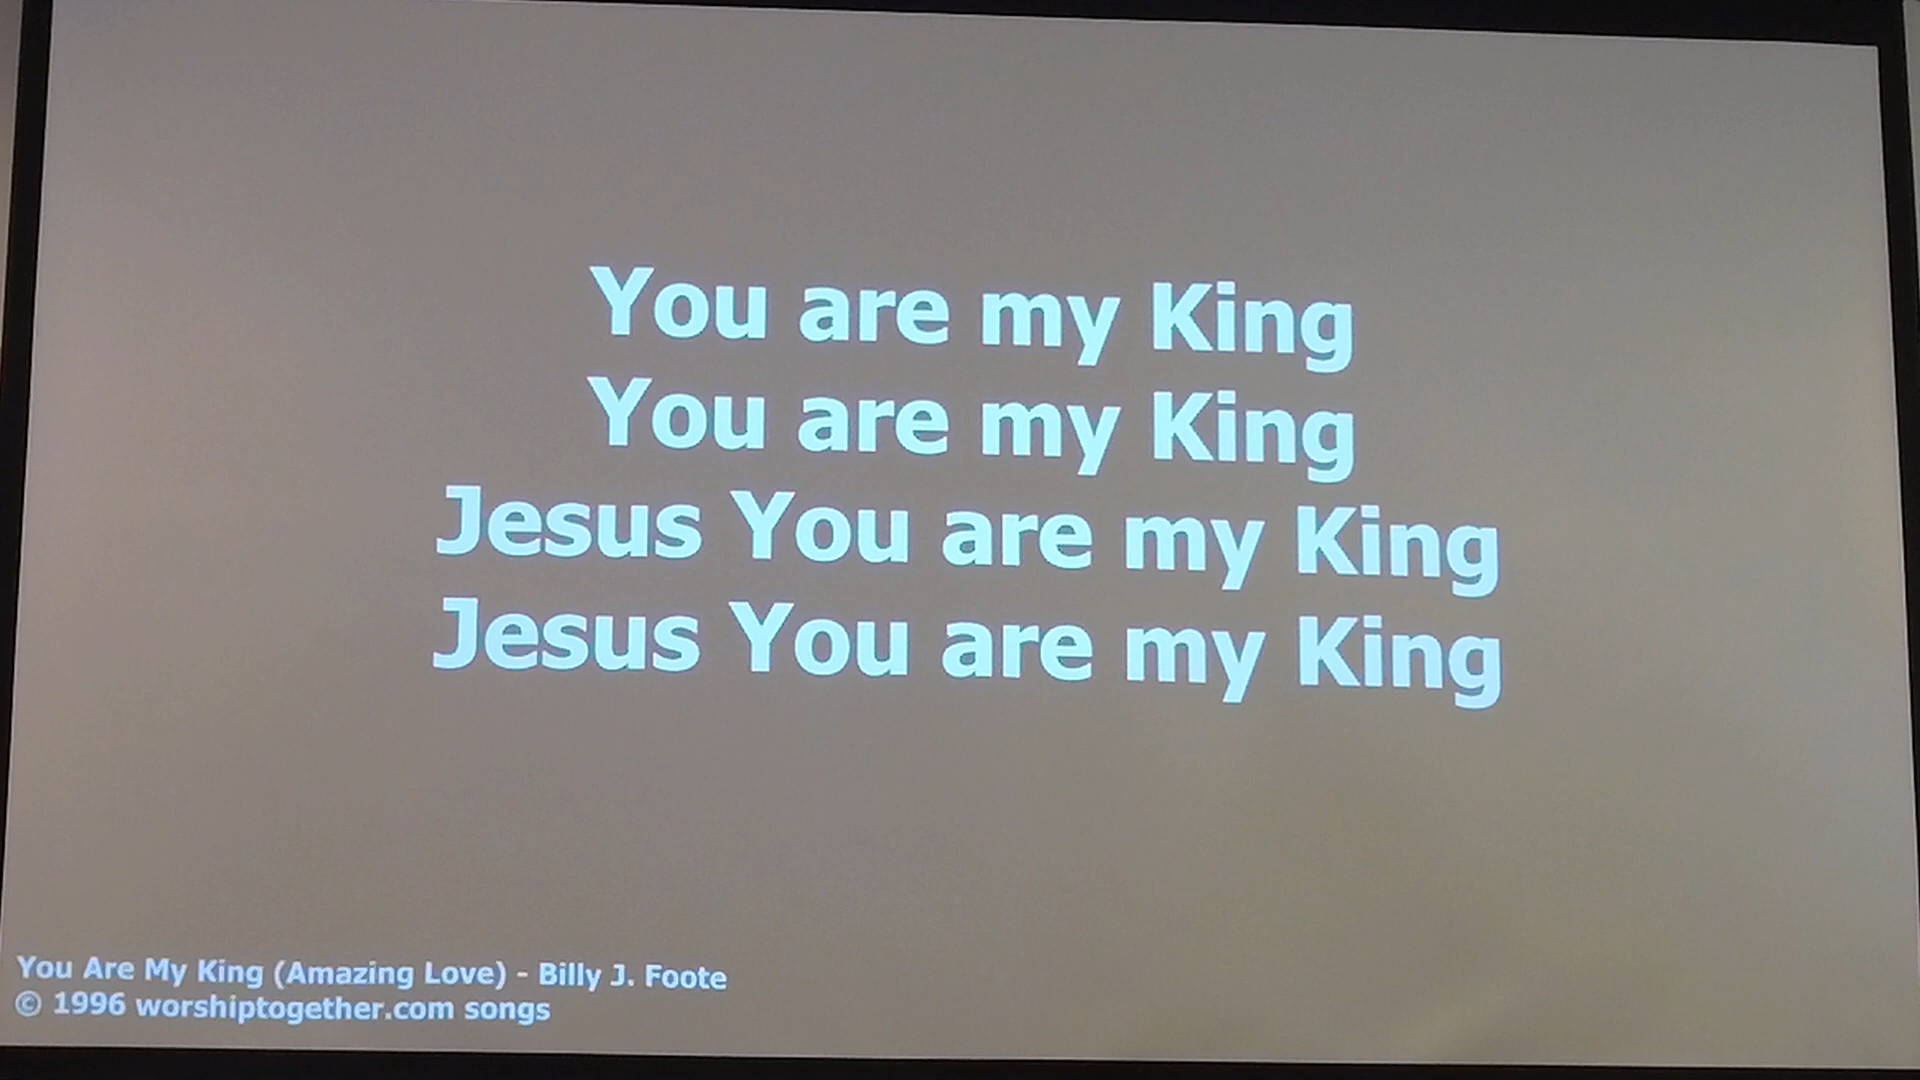 You are my King
You are my King
Jesus You are my King
Jesus You are my King
You Are My King (Amazing Love) - Billy J. Foote
© 1996 worshiptogether.com songs